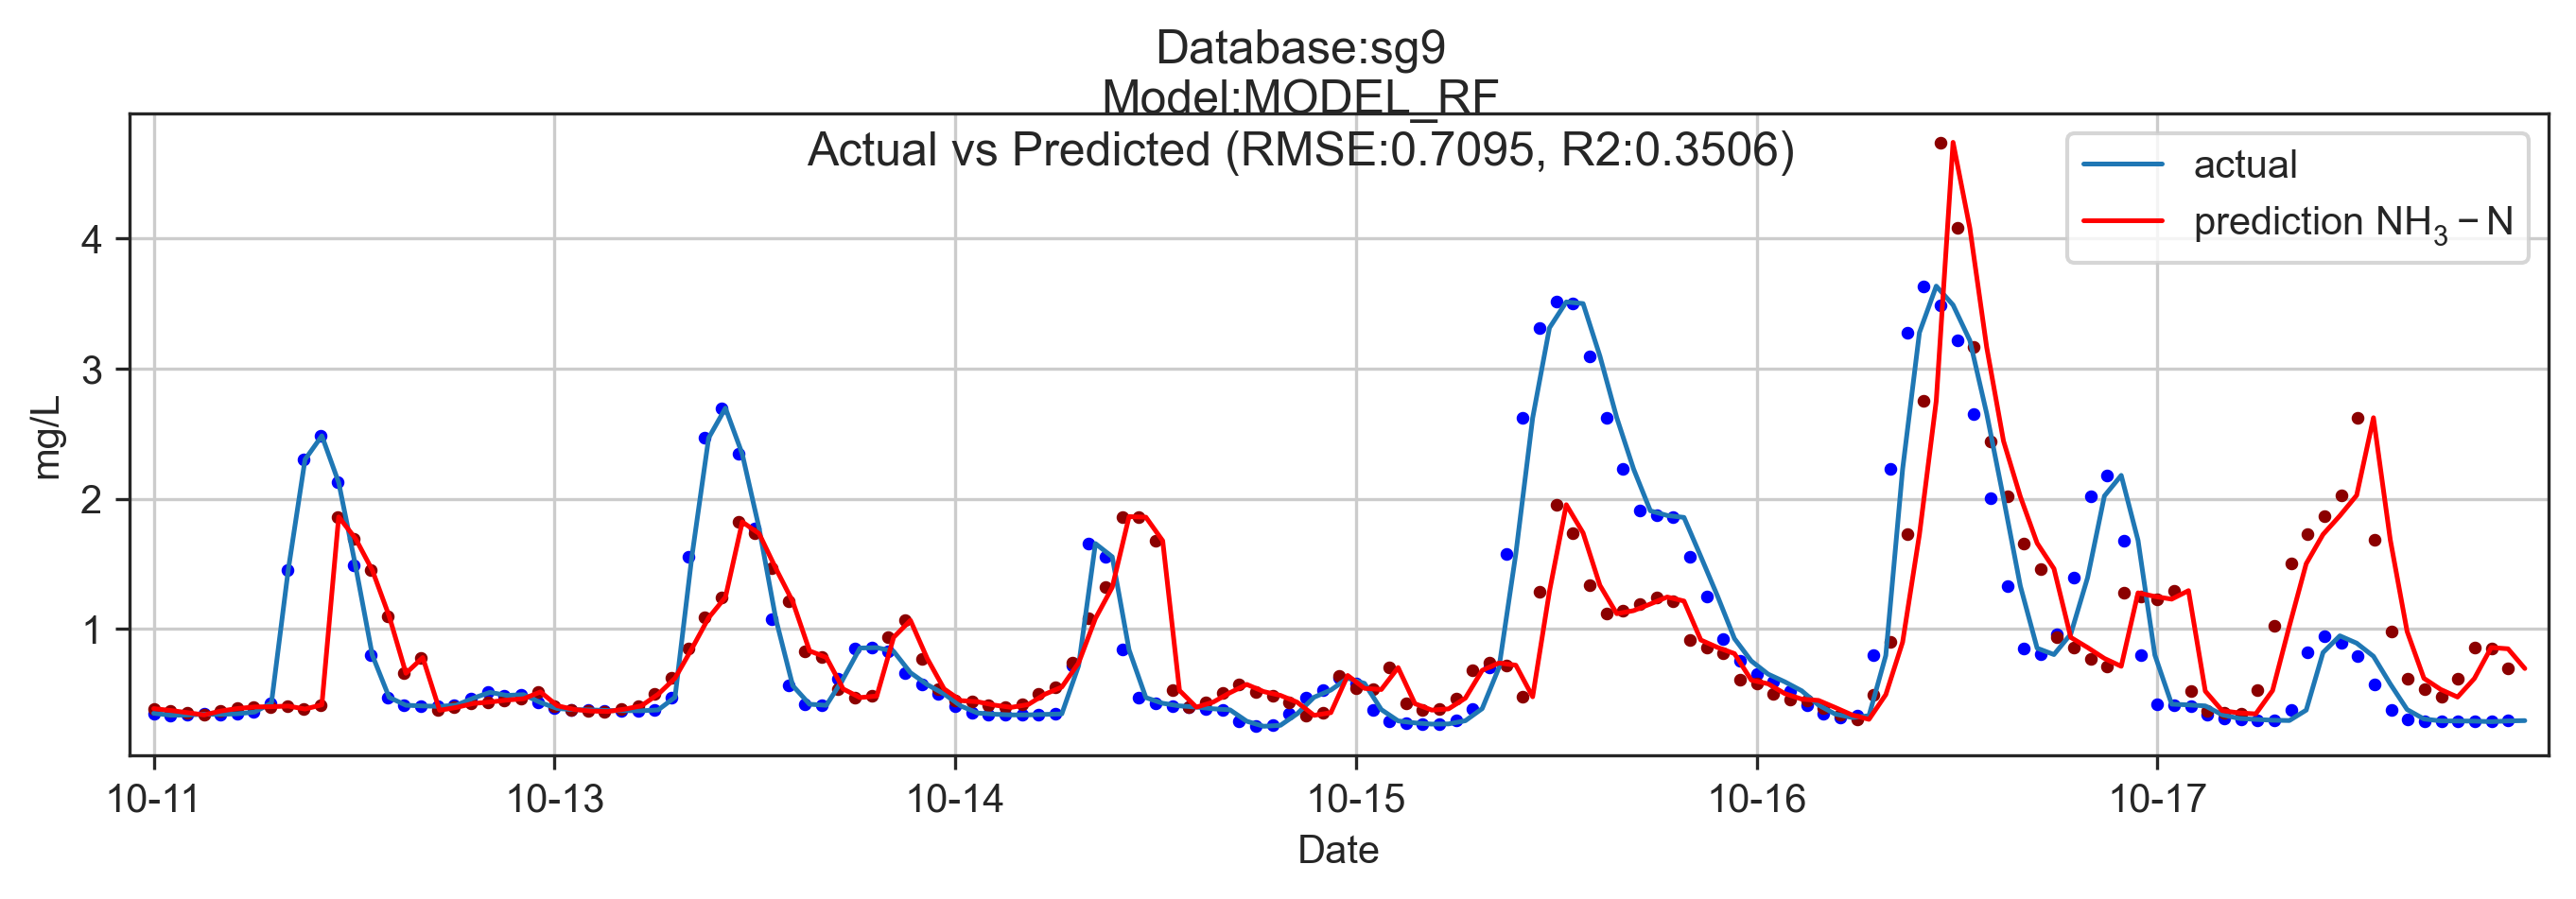 Database:sg9
Model:MODEL_RF
Actual vs Predicted (RMSE:0.7095, R2:0.3506)
actual
prediction NH₃ − N
mg/L
4
3
2
1
10-11 10-13 10-14 10-15 10-16 10-17
Date